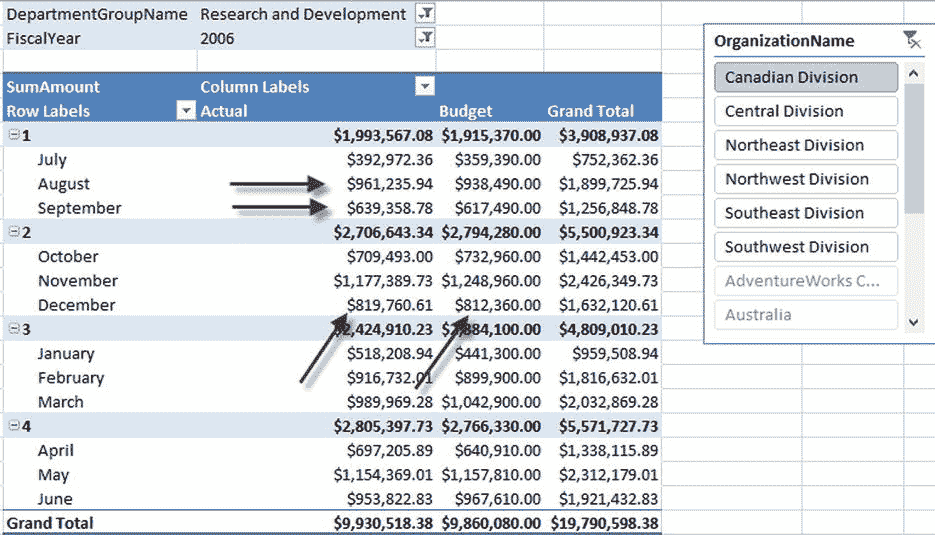 DepartmentGroupName Research and Development
FiscalYear 2006
SumAmount Column Labels
Row Labels Actual Budget Grand Total
1 $1,993,567.08 $1,915,370.00 $3,908,937.08
July $392,972.36 $359,390.00 $752,362.36
August $961,235.94 $938,490.00 $1,899,725.94
September $639,358.78 $617,490.00 $1,256,848.78
2 $2,706,643.34 $2,794,280.00 $5,500,923.34
October $709,493.00 $732,960.00 $1,442,453.00
November $1,177,389.73 $1,248,960.00 $2,426,349.73
December $819,760.61 $812,360.00 $1,632,120.61
3 $2,424,910.23 $2,384,100.00 $4,809,010.23
January $518,208.94 $441,300.00 $959,508.94
February $916,732.01 $899,900.00 $1,816,632.01
March $989,969.28 $1,042,900.00 $2,032,869.28
4 $2,805,397.73 $2,766,330.00 $5,571,727.73
April $697,205.89 $640,910.00 $1,338,115.89
May $1,154,369.01 $1,157,810.00 $2,312,179.01
June $953,822.83 $967,610.00 $1,921,432.83
Grand Total $9,930,518.38 $9,860,080.00 $19,790,598.38
OrganizationName
Canadian Division
Central Division
Northeast Division
Northwest Division
Southeast Division
Southwest Division
AdventureWorks C...
Australia